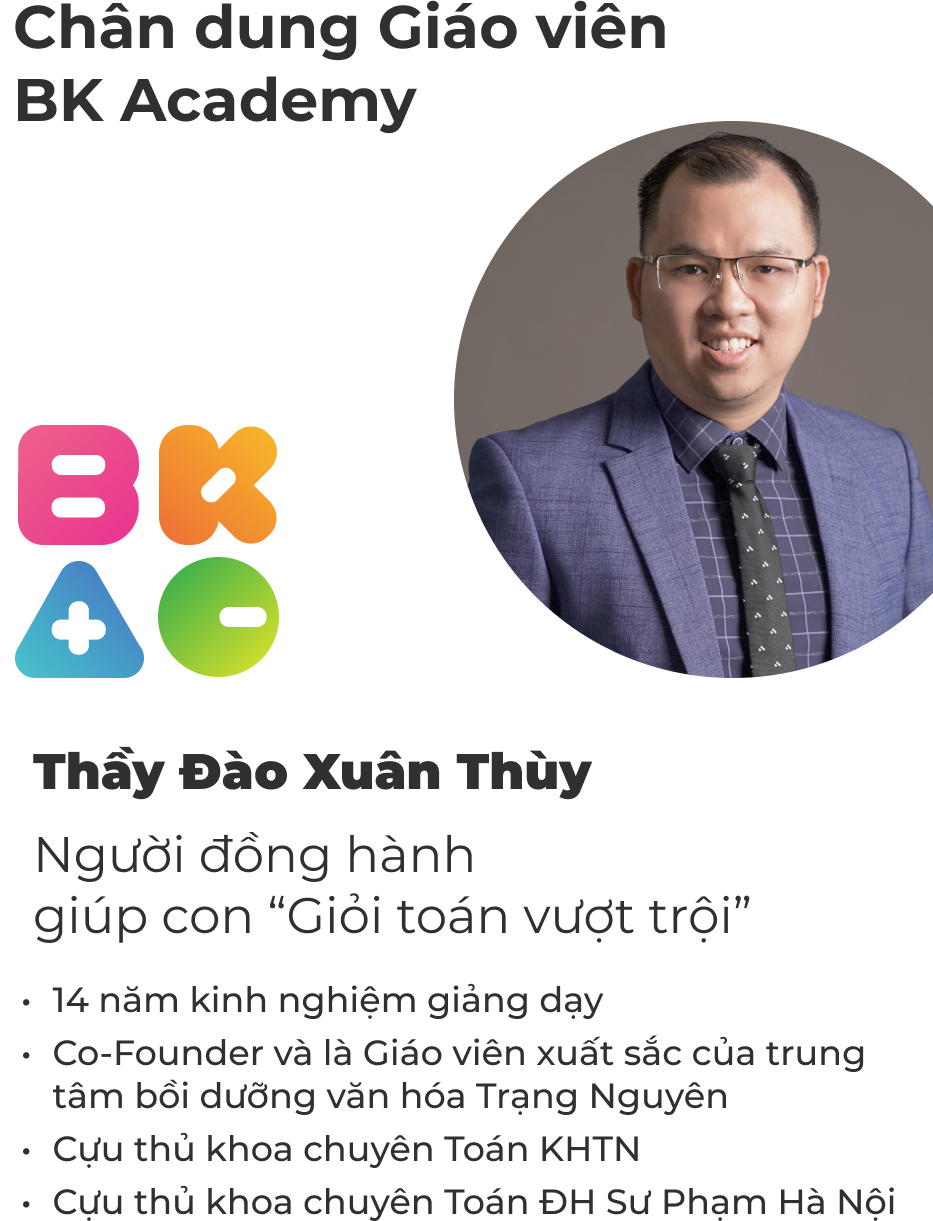 Chân dung Giáo viên
BK Academy
BK
AC
Thầy Đào Xuân Thùy
Người đồng hành
giúp con “Giỏi toán vượt trội”
• 14 năm kinh nghiệm giảng dạy
• Co-Founder và là Giáo viên xuất sắc của trung
tâm bồi dưỡng văn hóa Trạng Nguyên
• Cựu thủ khoa chuyên Toán KHTN
• Cựu thủ khoa chuyên Toán ĐH Sư Phạm Hà Nội